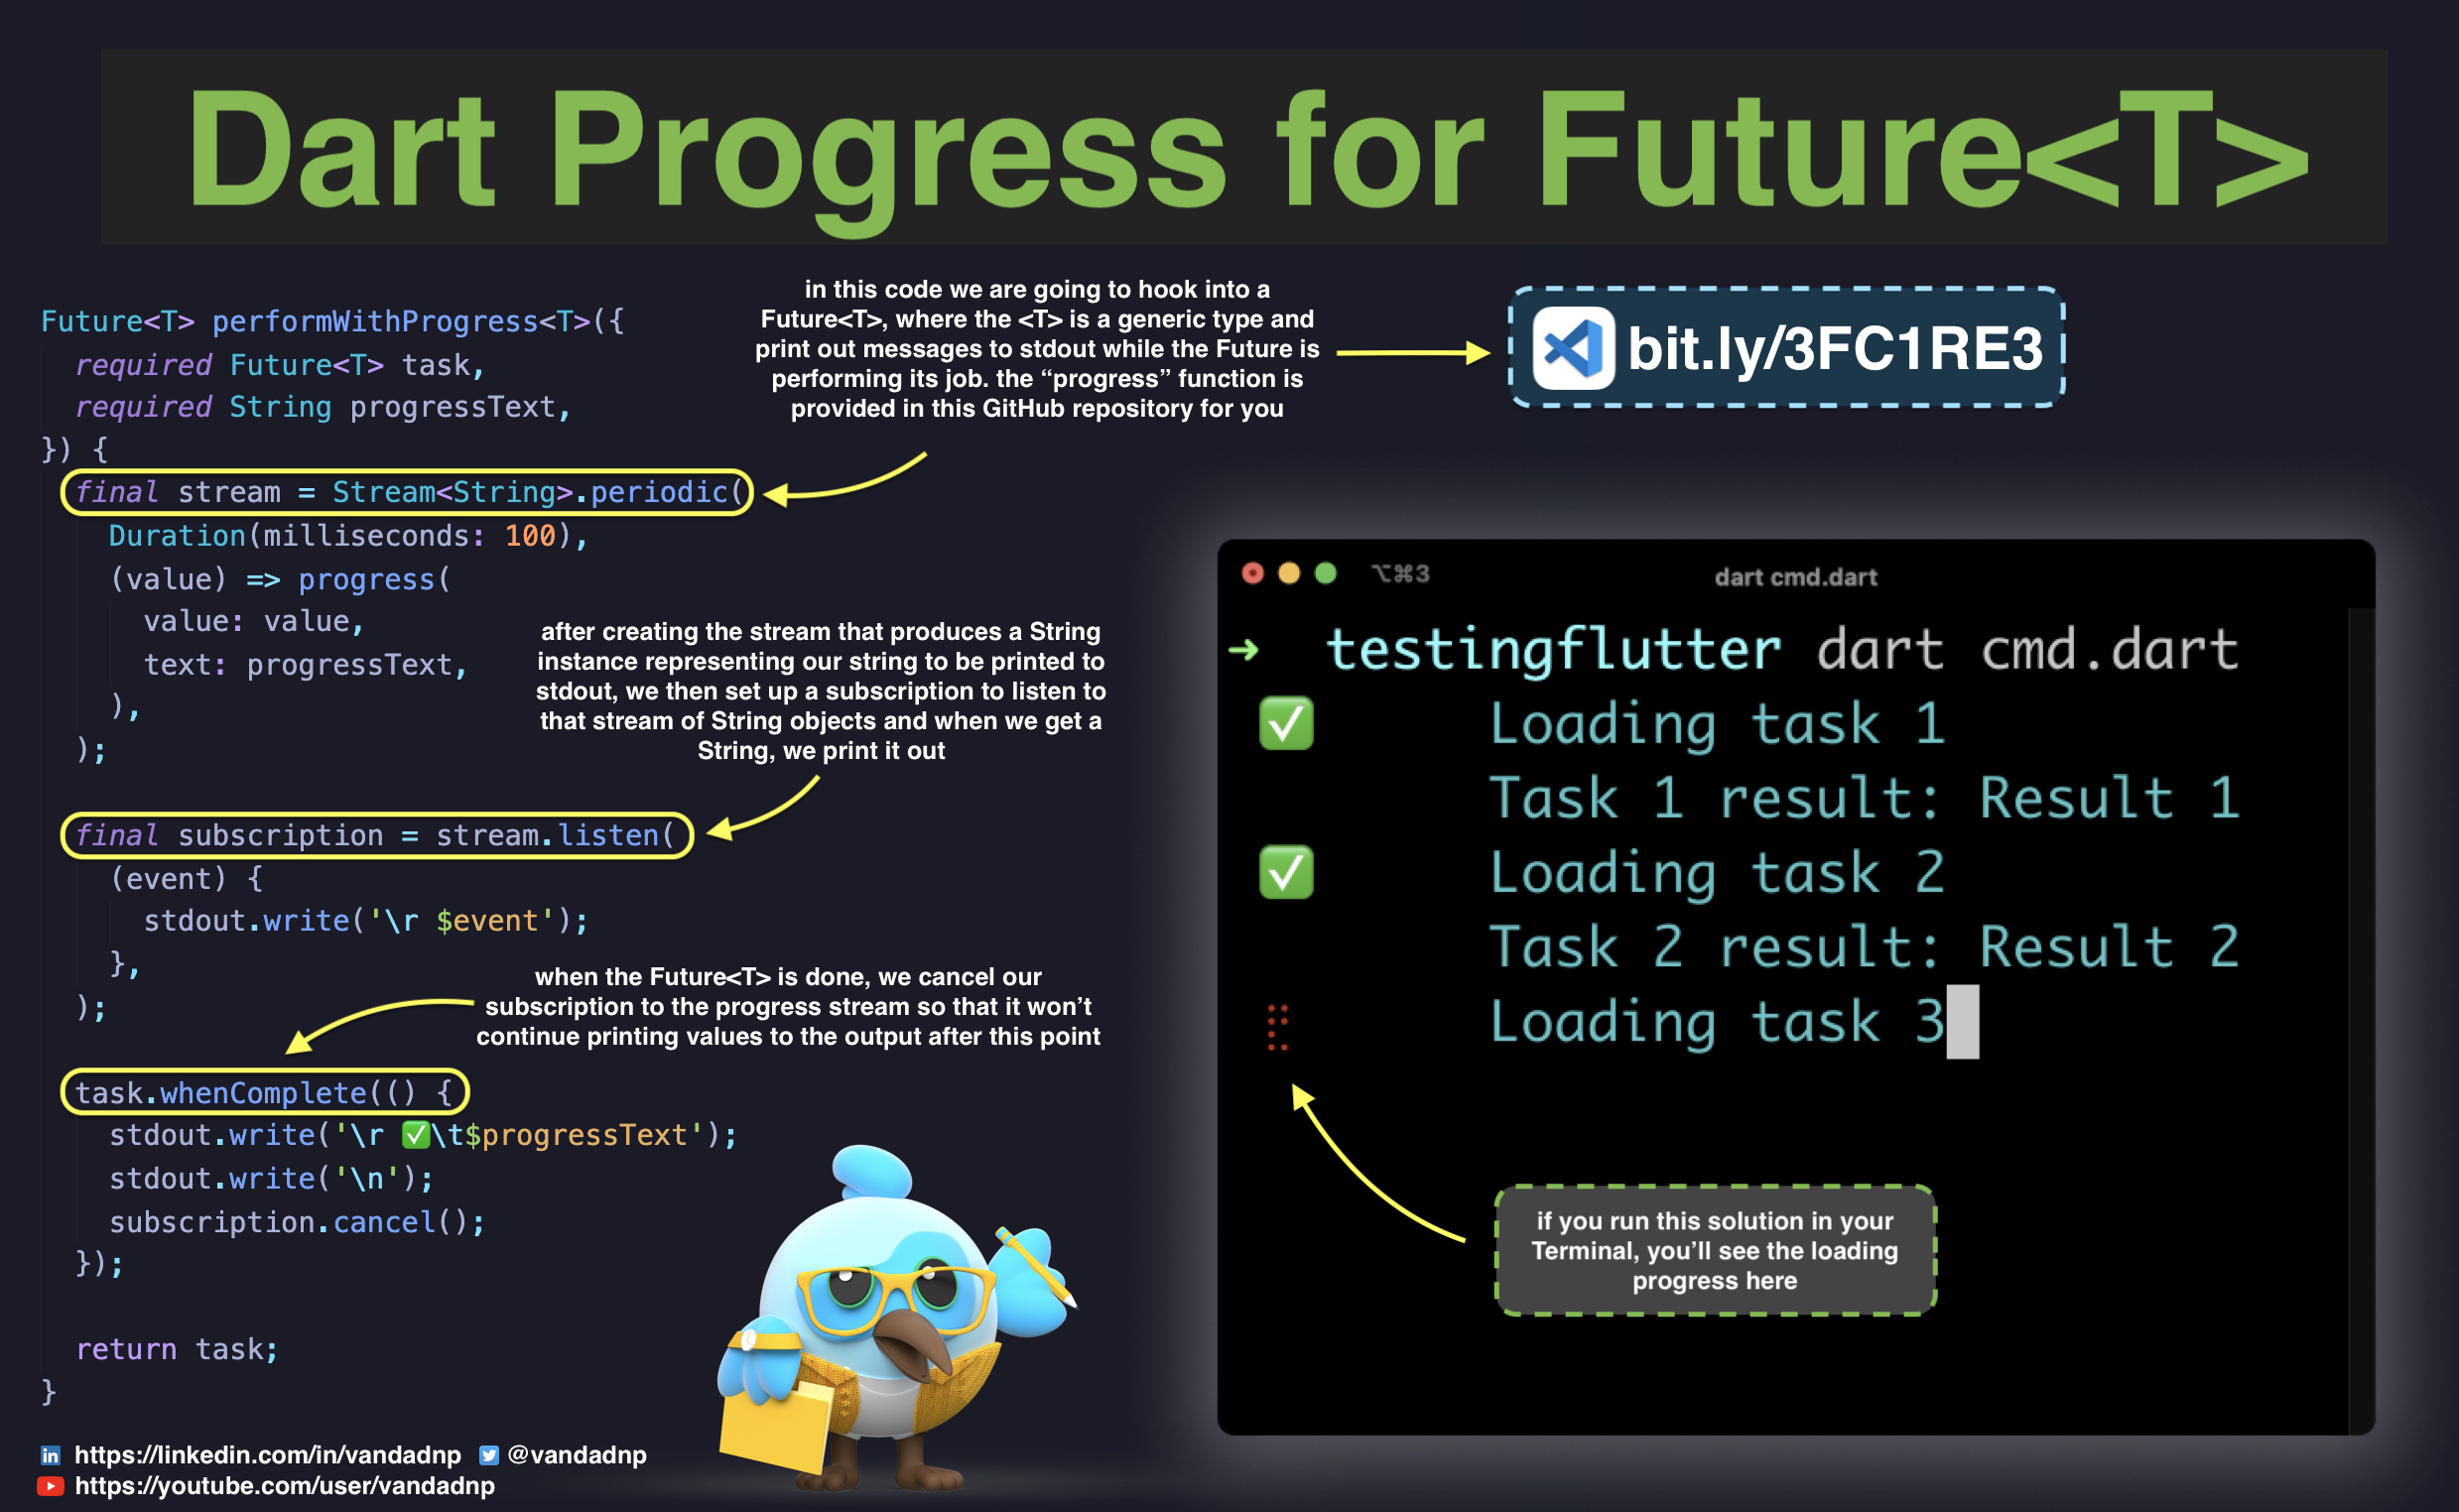 Dart Progress for Future<T>
Future<T> performWithProgress<T>({
  required Future<T> task,
  required String progressText,
}) {
  final stream = Stream<String>.periodic(
    Duration(milliseconds: 100),
    (value) => progress(
      value: value,
      text: progressText,
    ),
  );
  final subscription = stream.listen(
    (event) {
      stdout.write('\r $event');
    },
  );
  task.whenComplete(() {
    stdout.write('\r ✅\t$progressText');
    stdout.write('\n');
    subscription.cancel();
  });
  return task;
}
in this code we are going to hook into a
Future<T>, where the <T> is a generic type and
print out messages to stdout while the Future is
performing its job. the “progress” function is
provided in this GitHub repository for you
bit.ly/3FC1RE3
after creating the stream that produces a String
instance representing our string to be printed to
stdout, we then set up a subscription to listen to
that stream of String objects and when we get a
String, we print it out
when the Future<T> is done, we cancel our
subscription to the progress stream so that it won’t
continue printing values to the output after this point
⌥⌘3 dart cmd.dart
➜ testingflutter dart cmd.dart
✅ Loading task 1
Task 1 result: Result 1
✅ Loading task 2
Task 2 result: Result 2
⣇ Loading task 3
if you run this solution in your
Terminal, you’ll see the loading
progress here
in https://linkedin.com/in/vandadnp @vandadnp
https://youtube.com/user/vandadnp